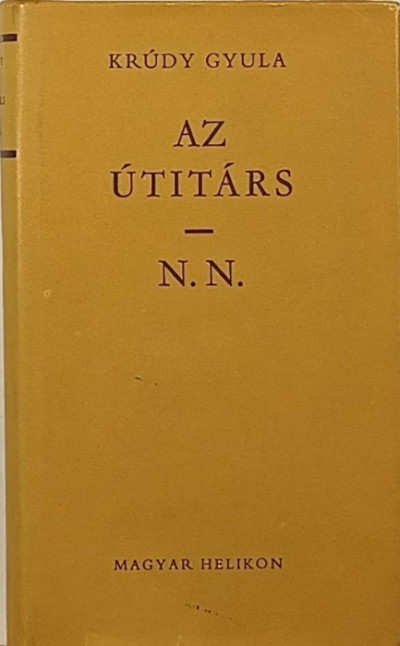 KRÚDY GYULA
AZ
ÚTITÁRS
N. N.
MAGYAR HELIKON